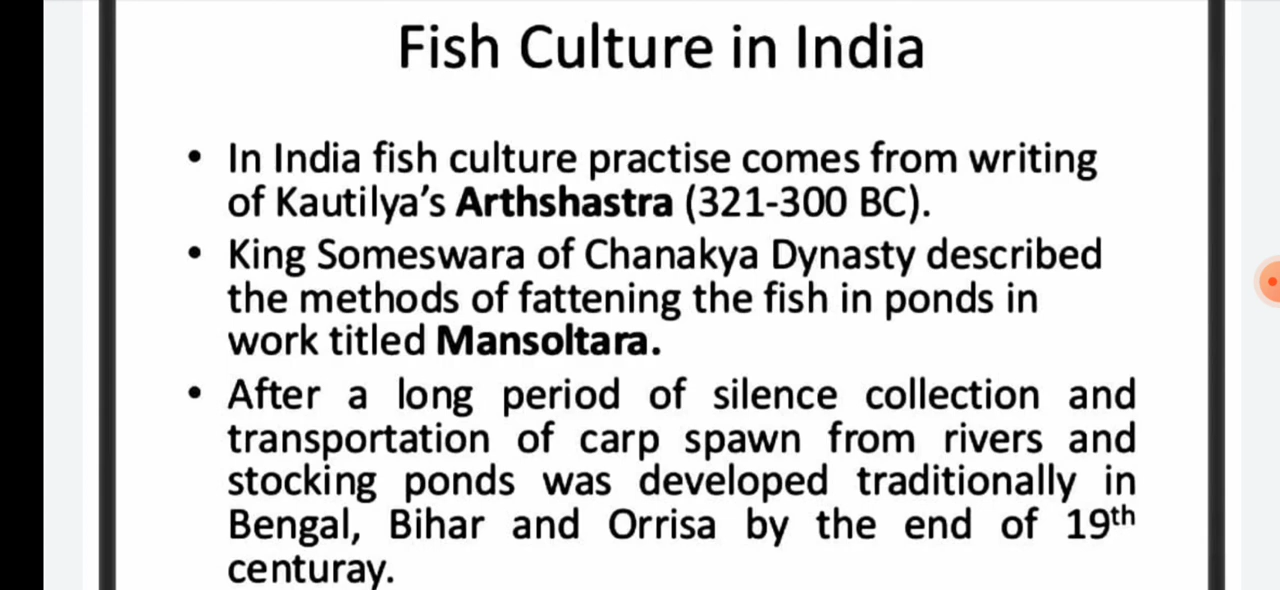 Fish Culture in India
• In India fish culture practise comes from writing
of Kautilya’s Arthshastra (321-300 BC).
• King Someswara of Chanakya Dynasty described
the methods of fattening the fish in ponds in
work titled Mansoltara.
• After a long period of silence collection and
transportation of carp spawn from rivers and
stocking ponds was developed traditionally in
Bengal, Bihar and Orrisa by the end of 19th
centuray.